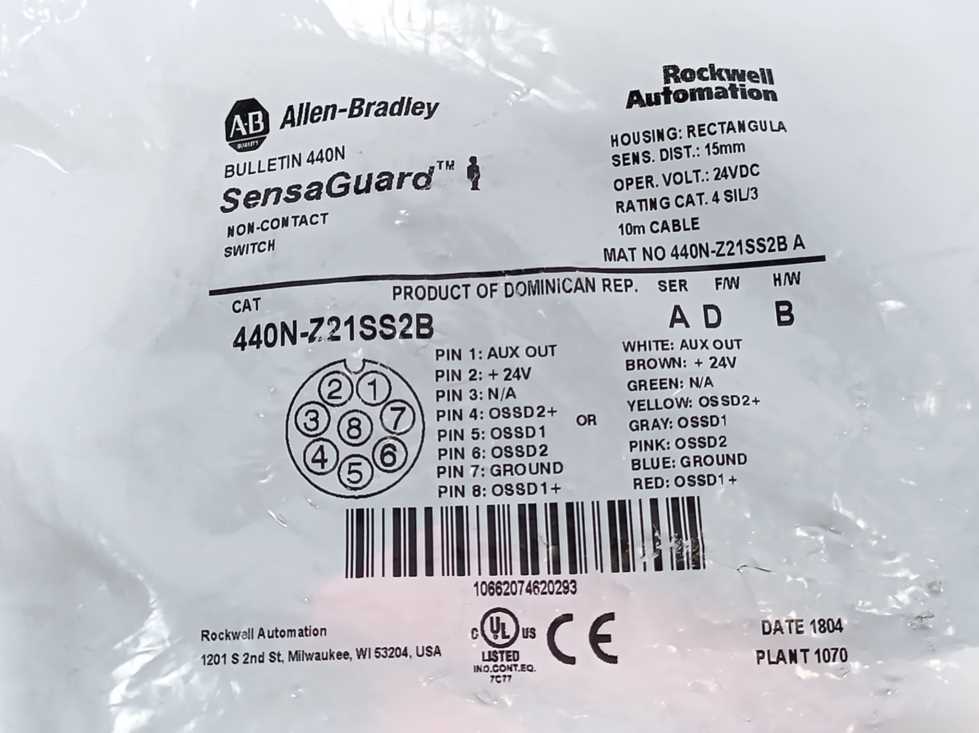 A-B
QUALITY
Allen-Bradley
BULLETIN 440N
SensaGuard™
NON-CONTACT
SWITCH
Rockwell
Automation
HOUSING: RECTANGULA
SENS. DIST.: 15mm
OPER. VOLT.: 24VDC
RATING CAT. 4 SIL/3
10m CABLE
MAT NO 440N-Z21SS2B A
CAT
PRODUCT OF DOMINICAN REP.
SER F/W H/W
440N-Z21SS2B
A D B
2 1
3 8 7
4 5 6
PIN 1: AUX OUT
PIN 2: + 24V
PIN 3: N/A
PIN 4: OSSD2+
PIN 5: OSSD1
PIN 6: OSSD2
PIN 7: GROUND
PIN 8: OSSD1+
OR
WHITE: AUX OUT
BROWN: + 24V
GREEN: N/A
YELLOW: OSSD2+
GRAY: OSSD1
PINK: OSSD2
BLUE: GROUND
RED: OSSD1+
10662074620293
Rockwell Automation
1201 S 2nd St, Milwaukee, WI 53204, USA
C UL US
LISTED
IND.CONT.EQ.
7C77
CE
DATE 1804
PLANT 1070